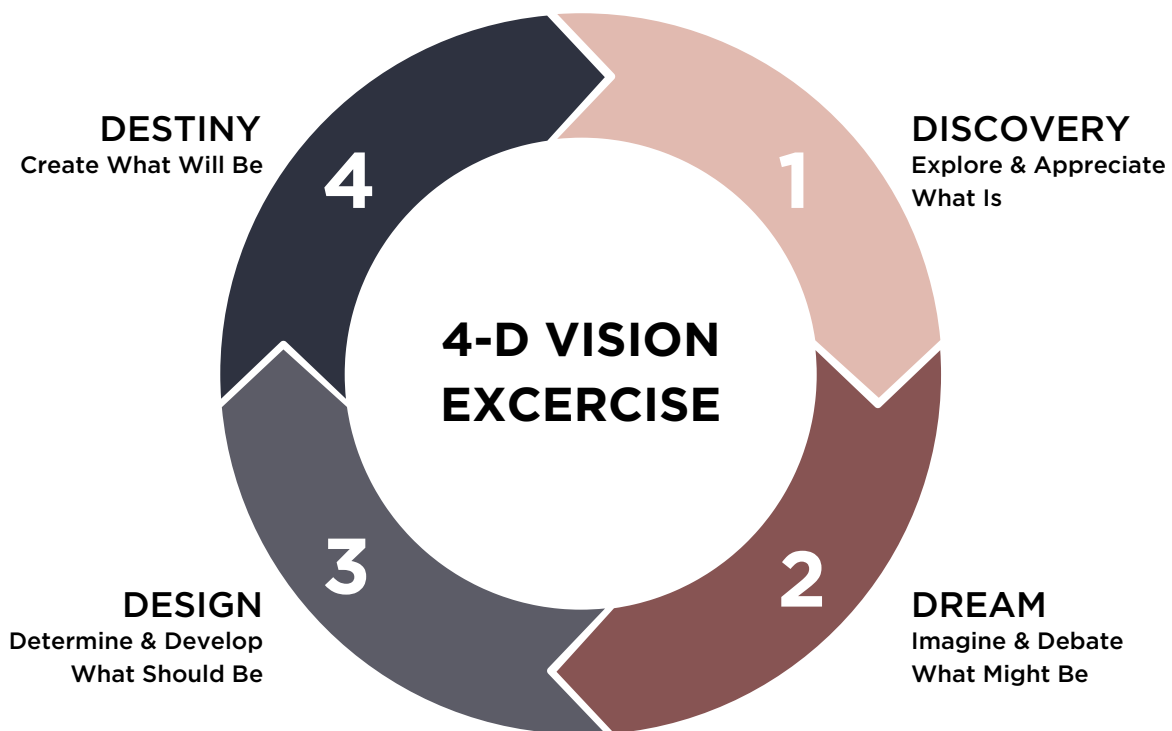 4-D VISION
EXCERCISE
1
DISCOVERY
Explore & Appreciate
What Is
2
DREAM
Imagine & Debate
What Might Be
3
DESIGN
Determine & Develop
What Should Be
4
DESTINY
Create What Will Be